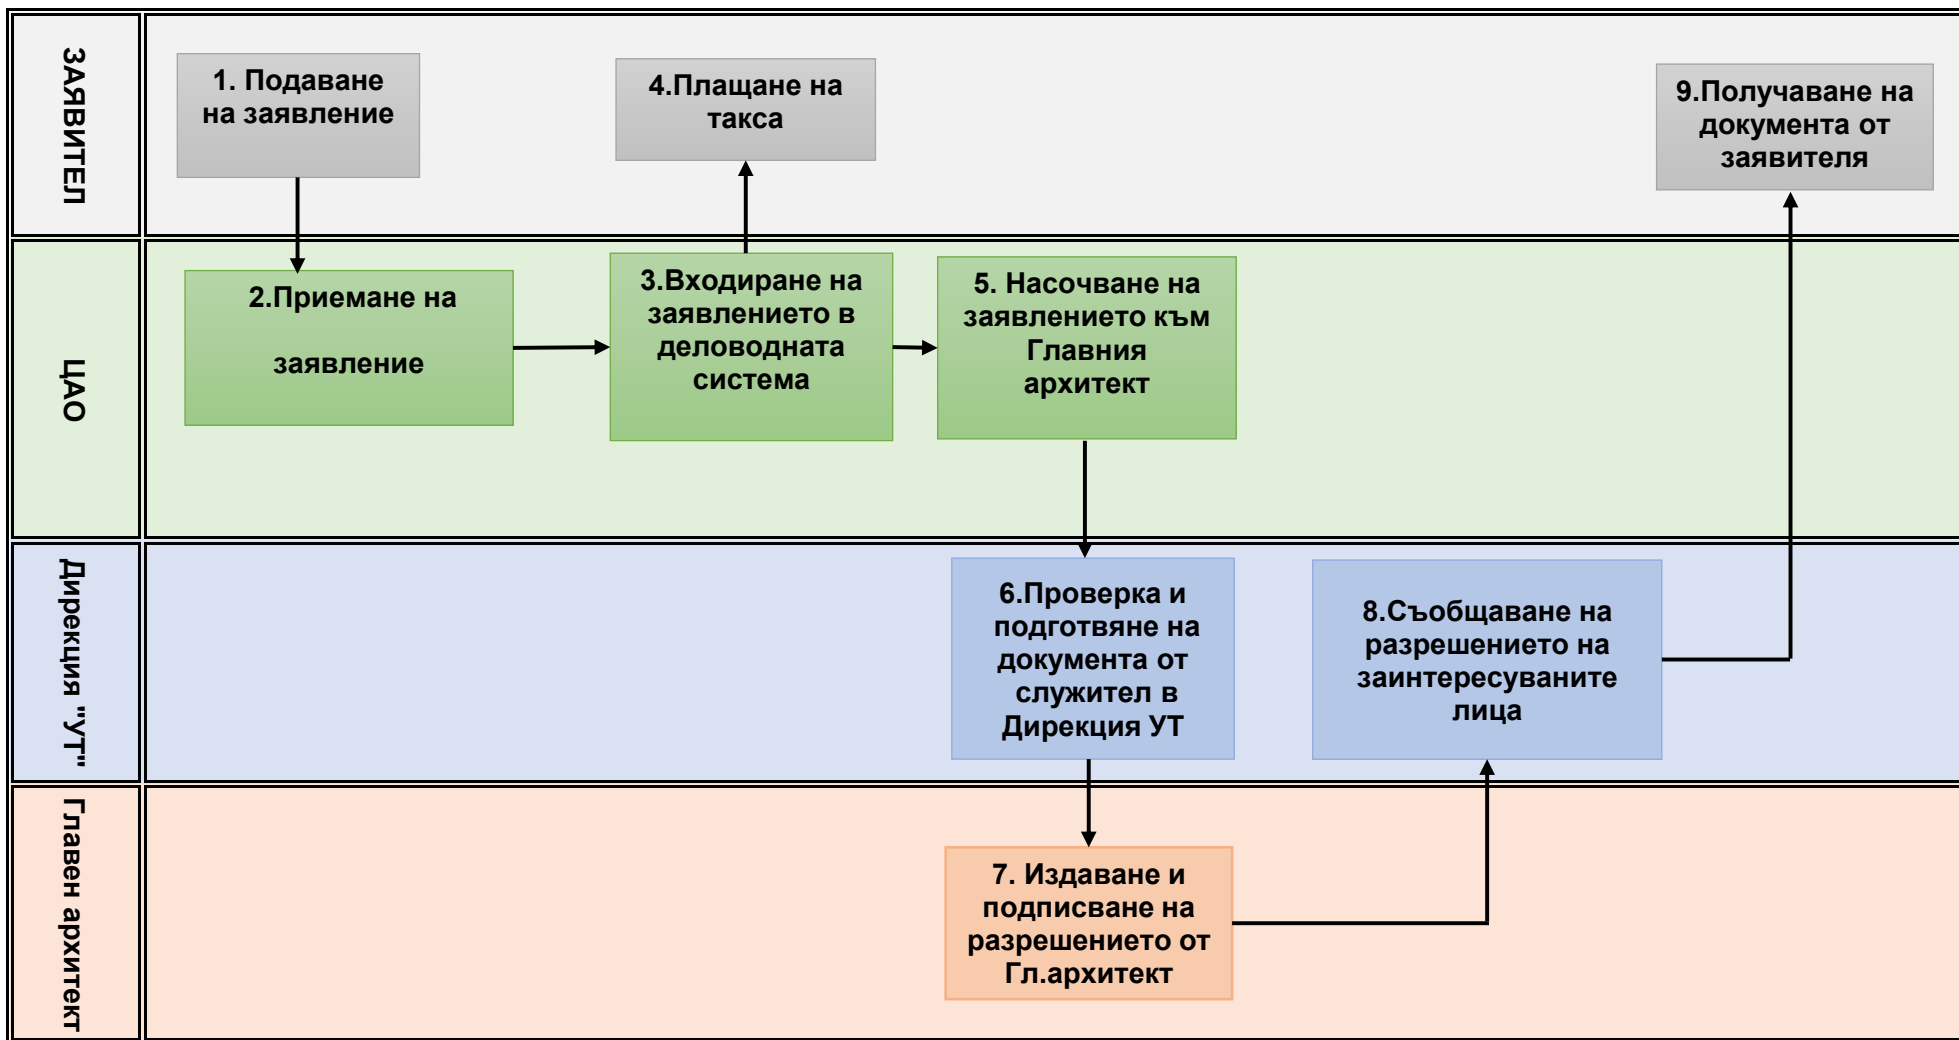 ЗАЯВИТЕЛ
1. Подаване
на заявление
4.Плащане на
такса
9.Получаване на
документа от
заявителя
ЦАО
2.Приемане на
заявление
3.Входиране на
заявлението в
деловодната
система
5. Насочване на
заявлението към
Главния
архитект
Дирекция "УТ"
6.Проверка и
подготвяне на
документа от
служител в
Дирекция УТ
8.Съобщаване на
разрешението на
заинтересуваните
лица
Главен архитект
7. Издаване и
подписване на
разрешението от
Гл.архитект